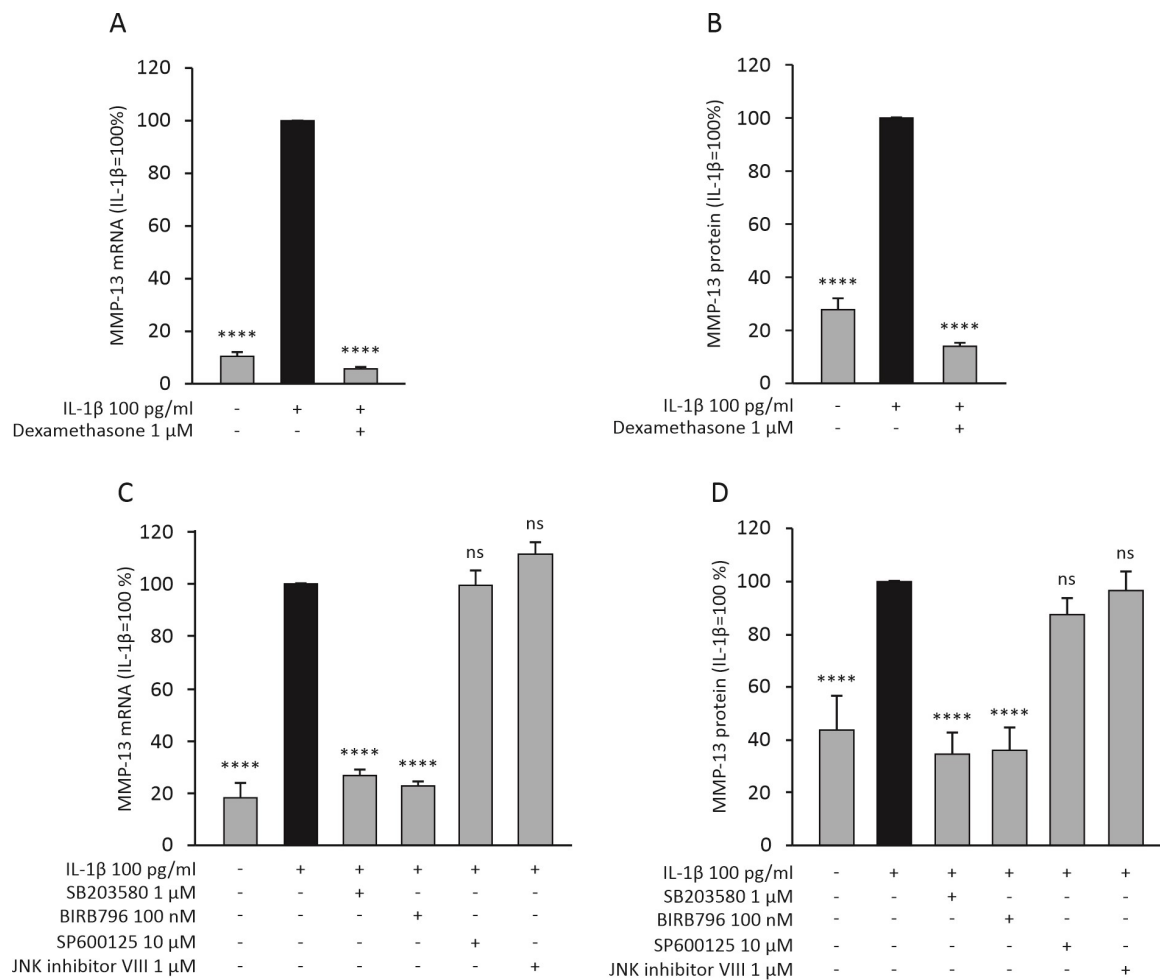 A
MMP-13 mRNA (IL-1β=100%)
120
100
80
60
40
20
0
**** ****
IL-1β 100 pg/ml - + +
Dexamethasone 1 µM - - +
B
MMP-13 protein (IL-1β=100%)
120
100
80
60
40
20
0
**** ****
IL-1β 100 pg/ml - + +
Dexamethasone 1 µM - - +
C
MMP-13 mRNA (IL-1β=100 %)
120
100
80
60
40
20
0
**** **** **** ns ns
IL-1β 100 pg/ml - + + + + +
SB203580 1 µM - - + - - -
BIRB796 100 nM - - - + - -
SP600125 10 µM - - - - + -
JNK inhibitor VIII 1 µM - - - - - +
D
MMP-13 protein (IL-1β=100 %)
120
100
80
60
40
20
0
**** **** **** ns ns
IL-1β 100 pg/ml - + + + + +
SB203580 1 µM - - + - - -
BIRB796 100 nM - - - + - -
SP600125 10 µM - - - - + -
JNK inhibitor VIII 1 µM - - - - - +